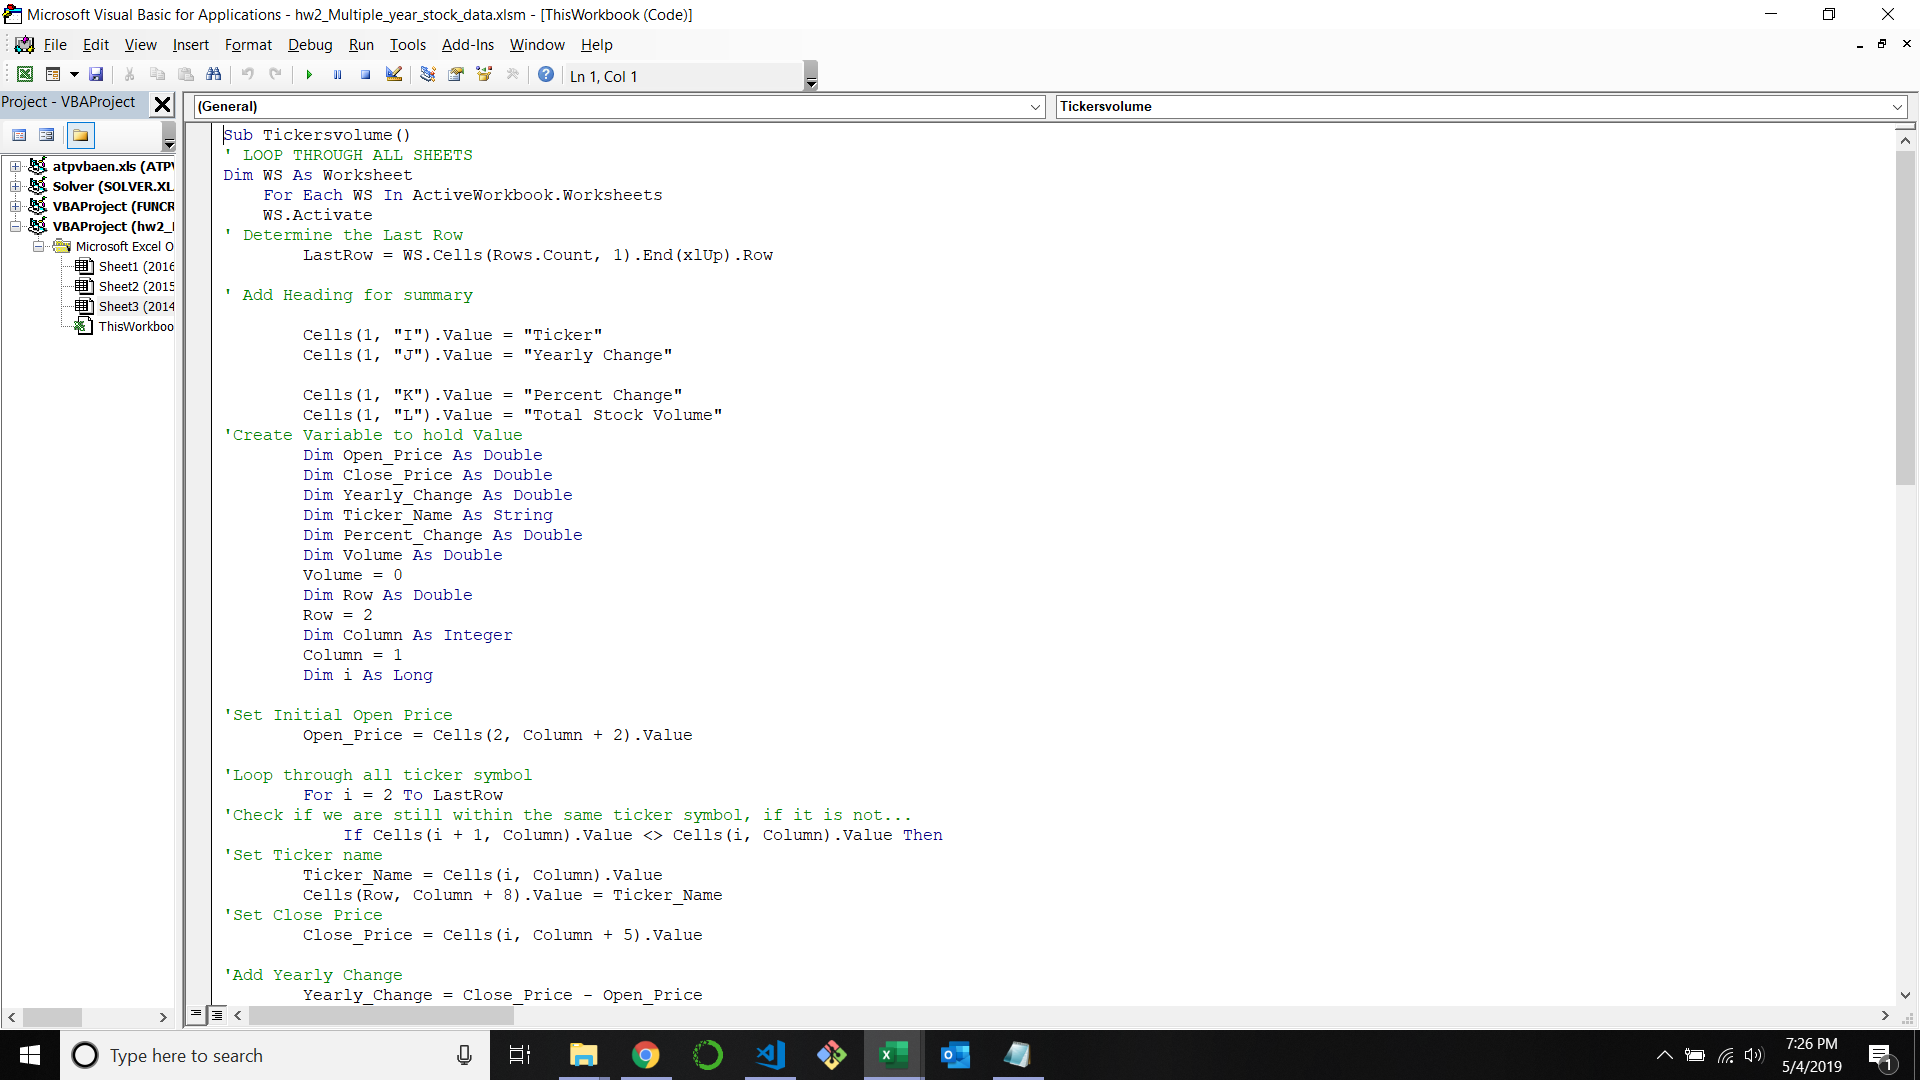 Microsoft Visual Basic for Applications - hw2_Multiple_year_stock_data.xlsm - [ThisWorkbook (Code)]
File Edit View Insert Format Debug Run Tools Add-Ins Window Help
Ln 1, Col 1
Project - VBAProject
(General)
Tickersvolume
atpvbaen.xls (ATPV
Solver (SOLVER.XL
VBAProject (FUNCR
VBAProject (hw2_
Microsoft Excel O
Sheet1 (2016
Sheet2 (2015
Sheet3 (2014
ThisWorkboo
Sub Tickersvolume()
' LOOP THROUGH ALL SHEETS
Dim WS As Worksheet
For Each WS In ActiveWorkbook.Worksheets
WS.Activate
' Determine the Last Row
LastRow = WS.Cells(Rows.Count, 1).End(xlUp).Row
' Add Heading for summary
Cells(1, "I").Value = "Ticker"
Cells(1, "J").Value = "Yearly Change"
Cells(1, "K").Value = "Percent Change"
Cells(1, "L").Value = "Total Stock Volume"
'Create Variable to hold Value
Dim Open_Price As Double
Dim Close_Price As Double
Dim Yearly_Change As Double
Dim Ticker_Name As String
Dim Percent_Change As Double
Dim Volume As Double
Volume = 0
Dim Row As Double
Row = 2
Dim Column As Integer
Column = 1
Dim i As Long
'Set Initial Open Price
Open_Price = Cells(2, Column + 2).Value
'Loop through all ticker symbol
For i = 2 To LastRow
'Check if we are still within the same ticker symbol, if it is not...
If Cells(i + 1, Column).Value <> Cells(i, Column).Value Then
'Set Ticker name
Ticker_Name = Cells(i, Column).Value
Cells(Row, Column + 8).Value = Ticker_Name
'Set Close Price
Close_Price = Cells(i, Column + 5).Value
'Add Yearly Change
Yearly_Change = Close_Price - Open_Price
Type here to search
7:26 PM
5/4/2019
1